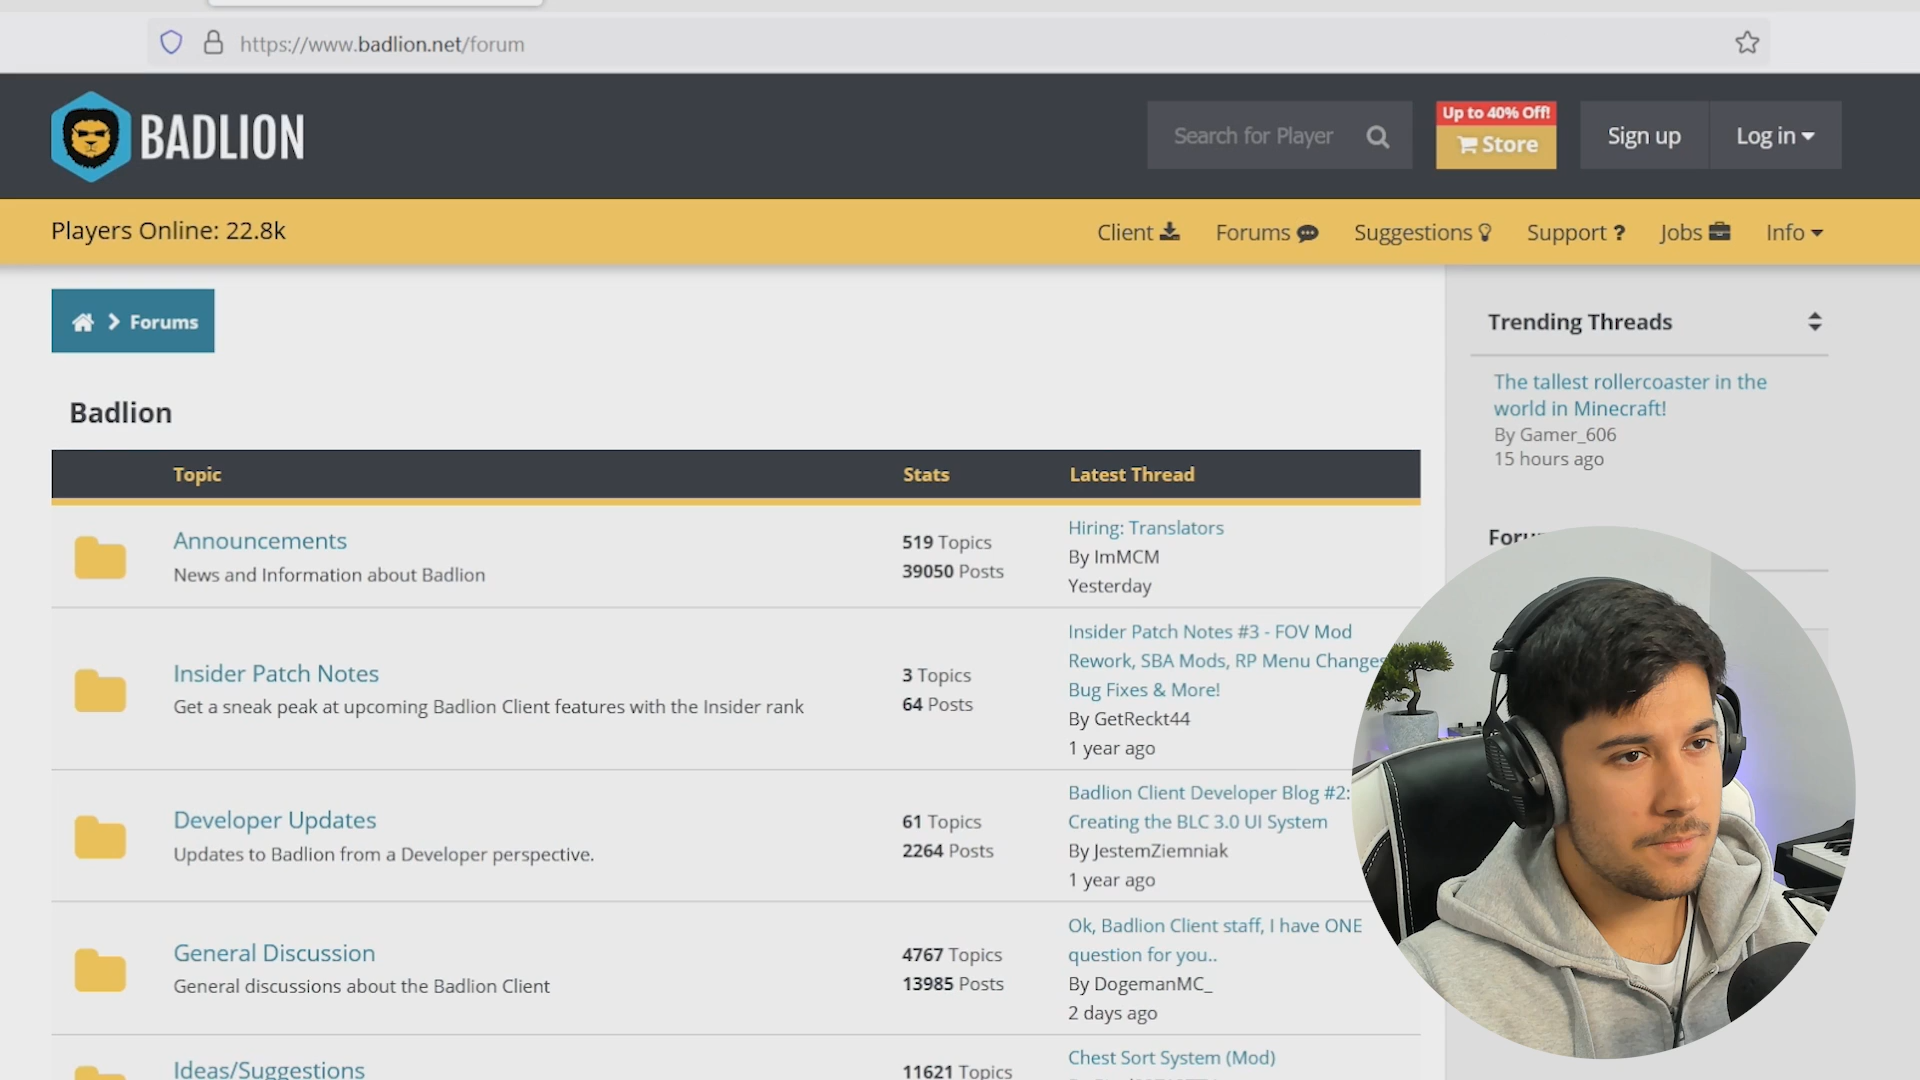 https://www.badlion.net/forum
BADLION
Search for Player
Up to 40% Off!
Store
Sign up
Log in
Players Online: 22.8k
Client
Forums
Suggestions
Support ?
Jobs
Info
Forums
Badlion
Topic
Stats
Latest Thread
Announcements
News and Information about Badlion
519 Topics
39050 Posts
Hiring: Translators
By ImMCM
Yesterday
Insider Patch Notes
Get a sneak peak at upcoming Badlion Client features with the Insider rank
3 Topics
64 Posts
Insider Patch Notes #3 - FOV Mod
Rework, SBA Mods, RP Menu Changes
Bug Fixes & More!
By GetReckt44
1 year ago
Developer Updates
Updates to Badlion from a Developer perspective.
61 Topics
2264 Posts
Badlion Client Developer Blog #2:
Creating the BLC 3.0 UI System
By JestemZiemniak
1 year ago
General Discussion
General discussions about the Badlion Client
4767 Topics
13985 Posts
Ok, Badlion Client staff, I have ONE
question for you..
By DogemanMC_
2 days ago
Ideas/Suggestions
11621 Topics
Chest Sort System (Mod)
Trending Threads
The tallest rollercoaster in the
world in Minecraft!
By Gamer_606
15 hours ago